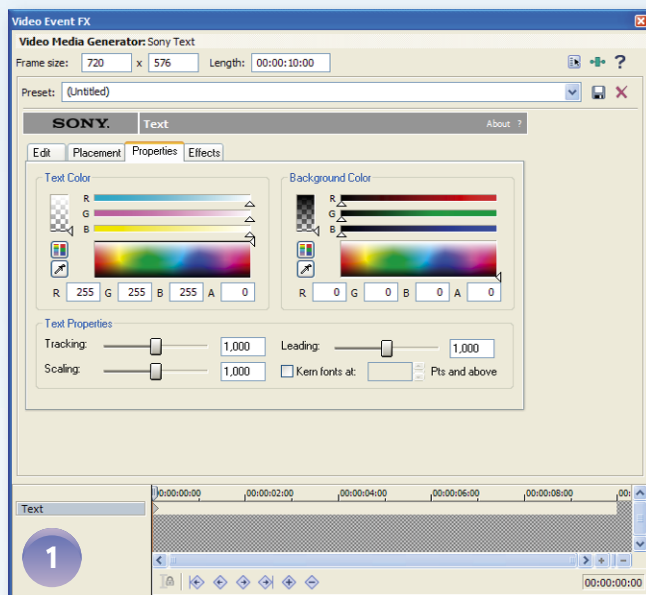 Video Event FX
Video Media Generator: Sony Text
Frame size: 720 x 576 Length: 00:00:10:00 ?
Preset: (Untitled)
SONY. Text About ?
Edit Placement Properties Effects
Text Color Background Color
R R
G G
B B
R 255 G 255 B 255 A 0 R 0 G 0 B 0 A 0
Text Properties
Tracking: 1,000 Leading: 1,000
Scaling: 1,000 Kern fonts at: Pts and above
00:00:00:00 00:00:02:00 00:00:04:00 00:00:06:00 00:00:08:00 00:
Text
1
00:00:00:00